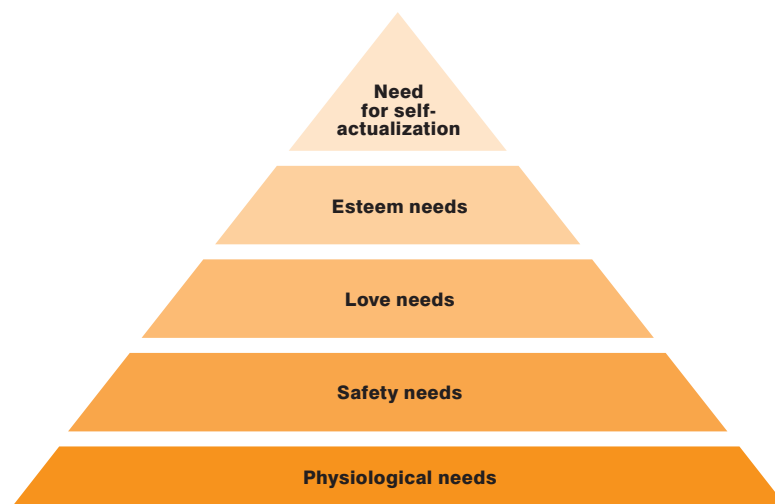 Need
for self-
actualization
Esteem needs
Love needs
Safety needs
Physiological needs